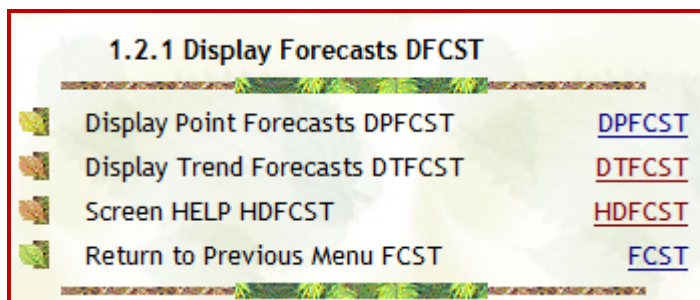 1.2.1 Display Forecasts DFCST
Display Point Forecasts DPFCST DPFCST
Display Trend Forecasts DTFCST DTFCST
Screen HELP HDFCST HDFCST
Return to Previous Menu FCST FCST